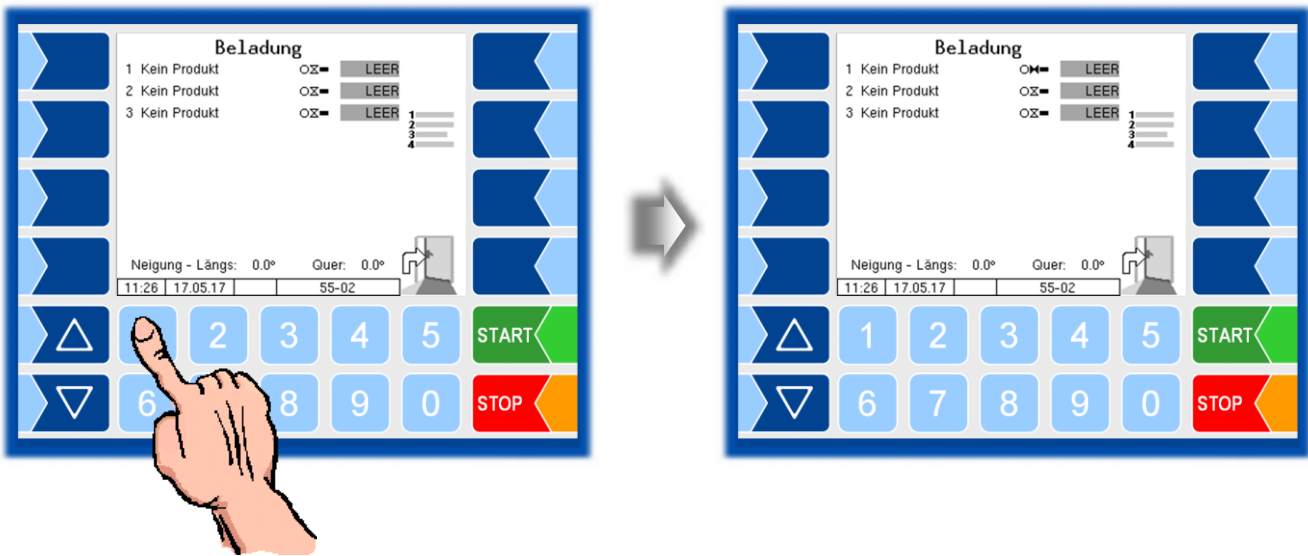 Beladung
1 Kein Produkt LEER
2 Kein Produkt LEER
3 Kein Produkt LEER
1
2
3
4
Neigung - Längs: 0.0° Quer: 0.0°
11:26 17.05.17 55-02
2 3 4 5 START
6 8 9 0 STOP
Beladung
1 Kein Produkt LEER
2 Kein Produkt LEER
3 Kein Produkt LEER
1
2
3
4
Neigung - Längs: 0.0° Quer: 0.0°
11:26 17.05.17 55-02
1 2 3 4 5 START
6 7 8 9 0 STOP